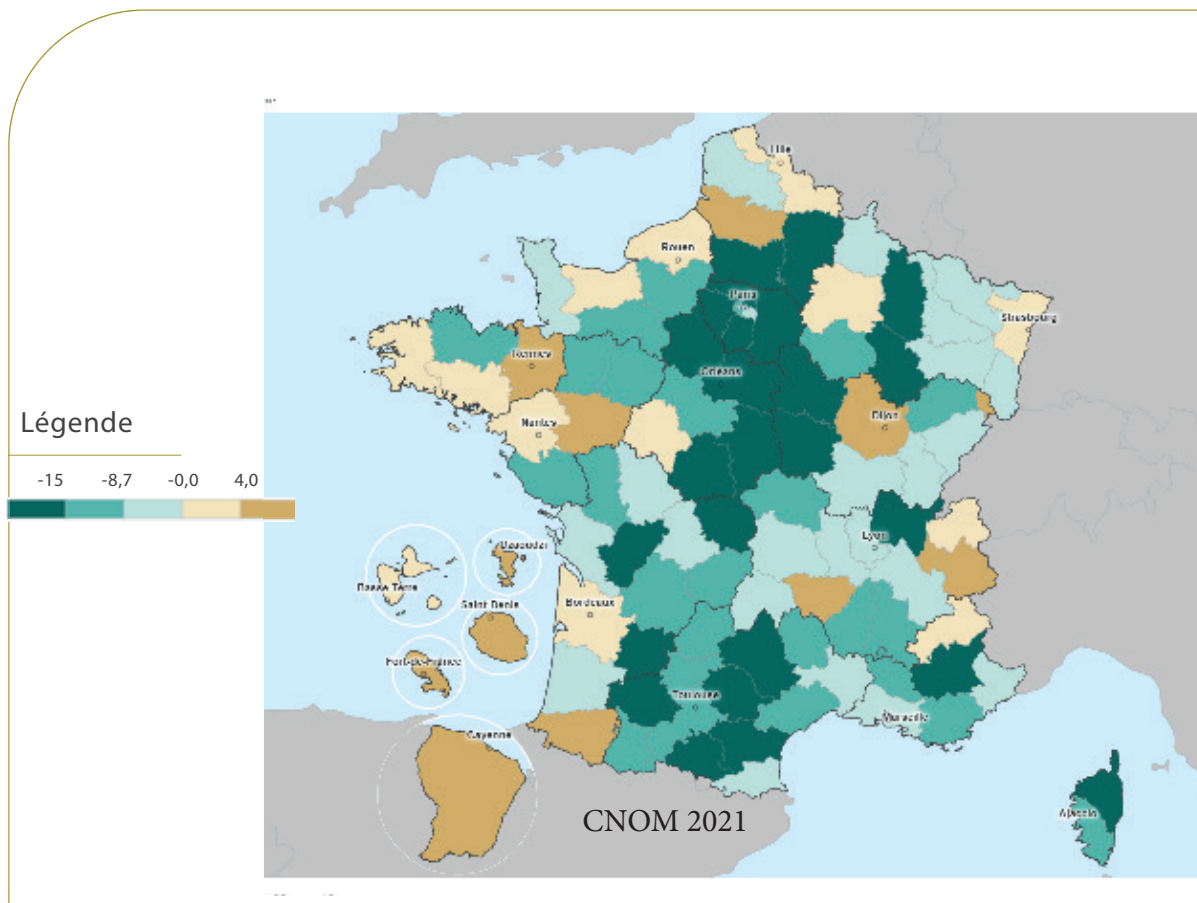 Lille
Rouen
Paris
Strasbourg
Rennes
Orléans
Légende
Nantes
Dijon
-15 -8,7 -0,0 4,0
Lyon
Dzaoudzi
Basse Terre
Saint Denis
Bordeaux
Fort-de-France
Toulouse
Marseille
Cayenne
Ajaccio
CNOM 2021